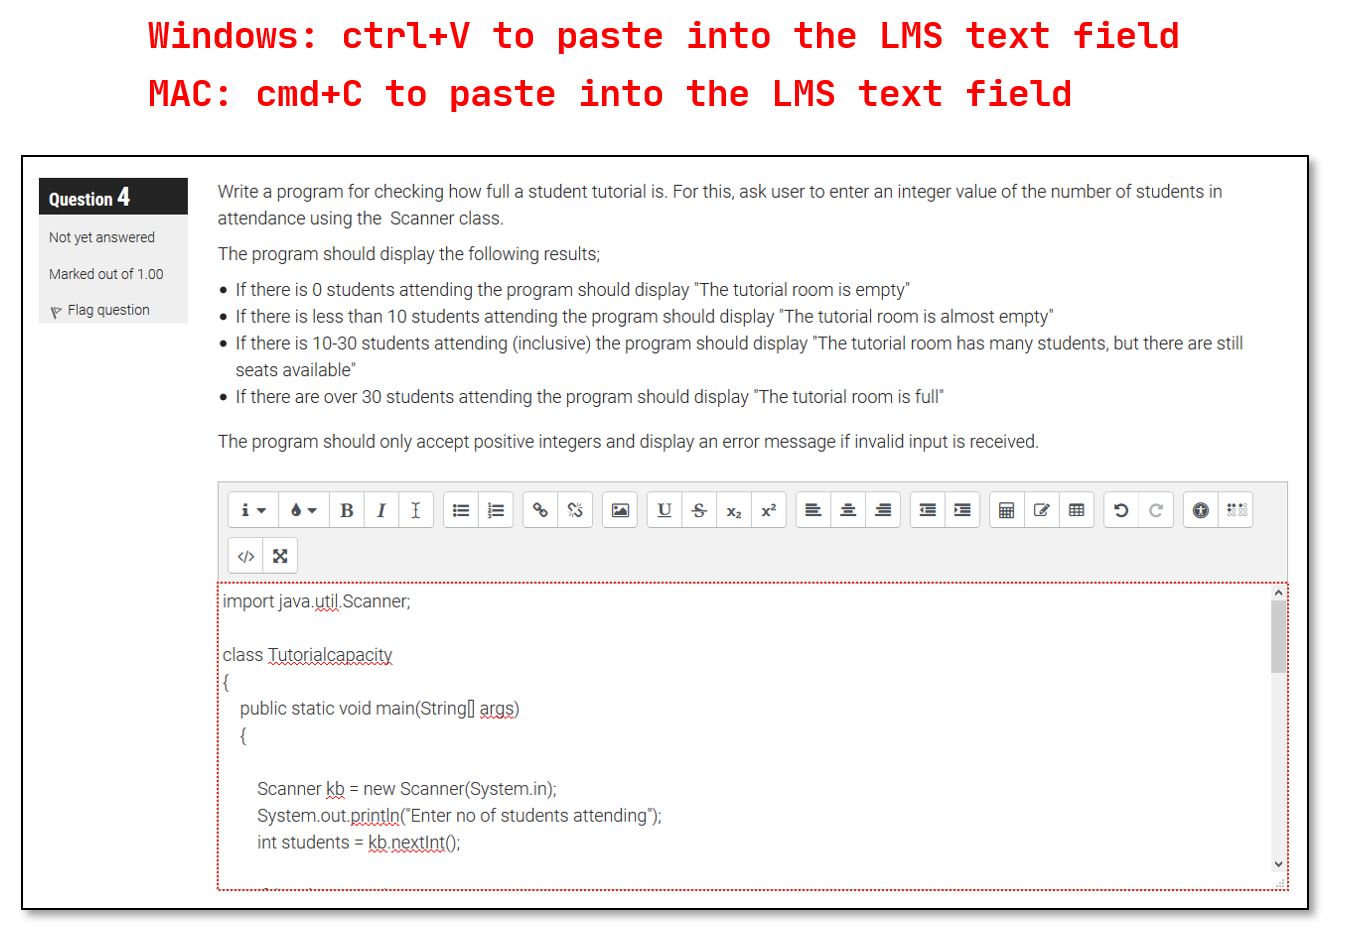 Windows: ctrl+V to paste into the LMS text field
MAC: cmd+C to paste into the LMS text field
Question 4
Not yet answered
Marked out of 1.00
Flag question
Write a program for checking how full a student tutorial is. For this, ask user to enter an integer value of the number of students in
attendance using the  Scanner class.
The program should display the following results;
• If there is 0 students attending the program should display "The tutorial room is empty"
• If there is less than 10 students attending the program should display "The tutorial room is almost empty"
• If there is 10-30 students attending (inclusive) the program should display "The tutorial room has many students, but there are still
seats available"
• If there are over 30 students attending the program should display "The tutorial room is full"
The program should only accept positive integers and display an error message if invalid input is received.
i B I U S x₂ x²
</>
import java.util.Scanner;
class Tutorialcapacity
{
public static void main(String[] args)
{
Scanner kb = new Scanner(System.in);
System.out.println("Enter no of students attending");
int students = kb.nextInt();